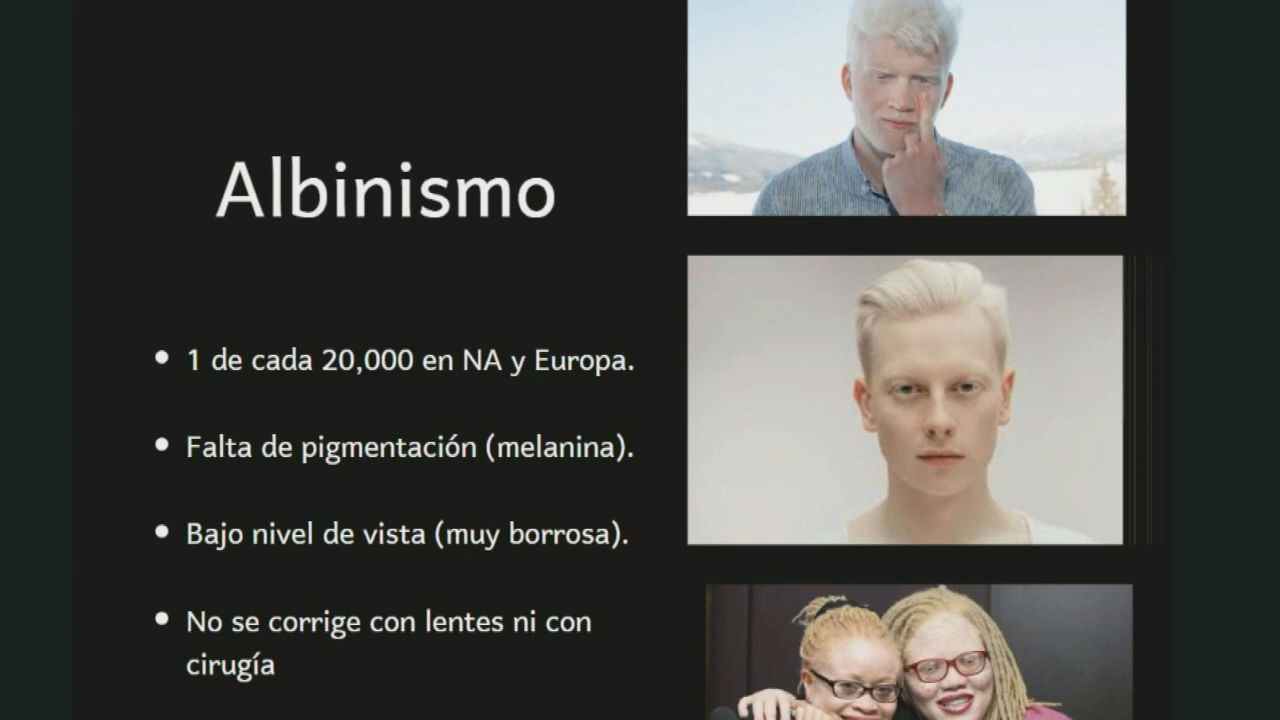 Albinismo
• 1 de cada 20,000 en NA y Europa.
• Falta de pigmentación (melanina).
• Bajo nivel de vista (muy borrosa).
• No se corrige con lentes ni con
cirugía